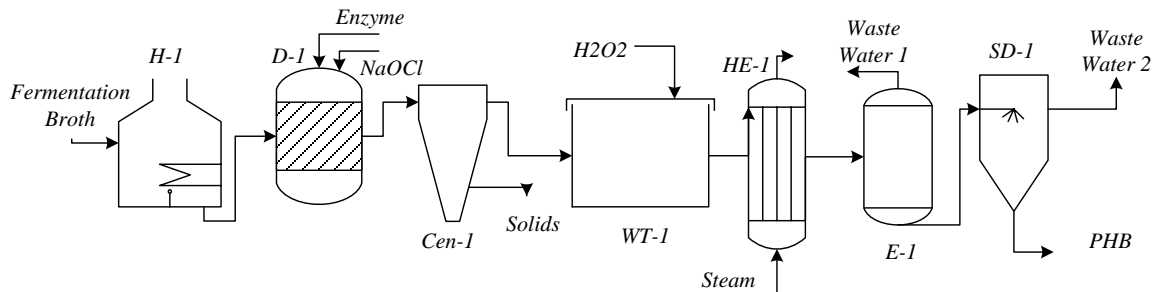 Enzyme
H-1
D-1
NaOCl
H2O2
HE-1
Waste
Water 1
SD-1
Waste
Water 2
Fermentation
Broth
Cen-1
Solids
WT-1
Steam
E-1
PHB